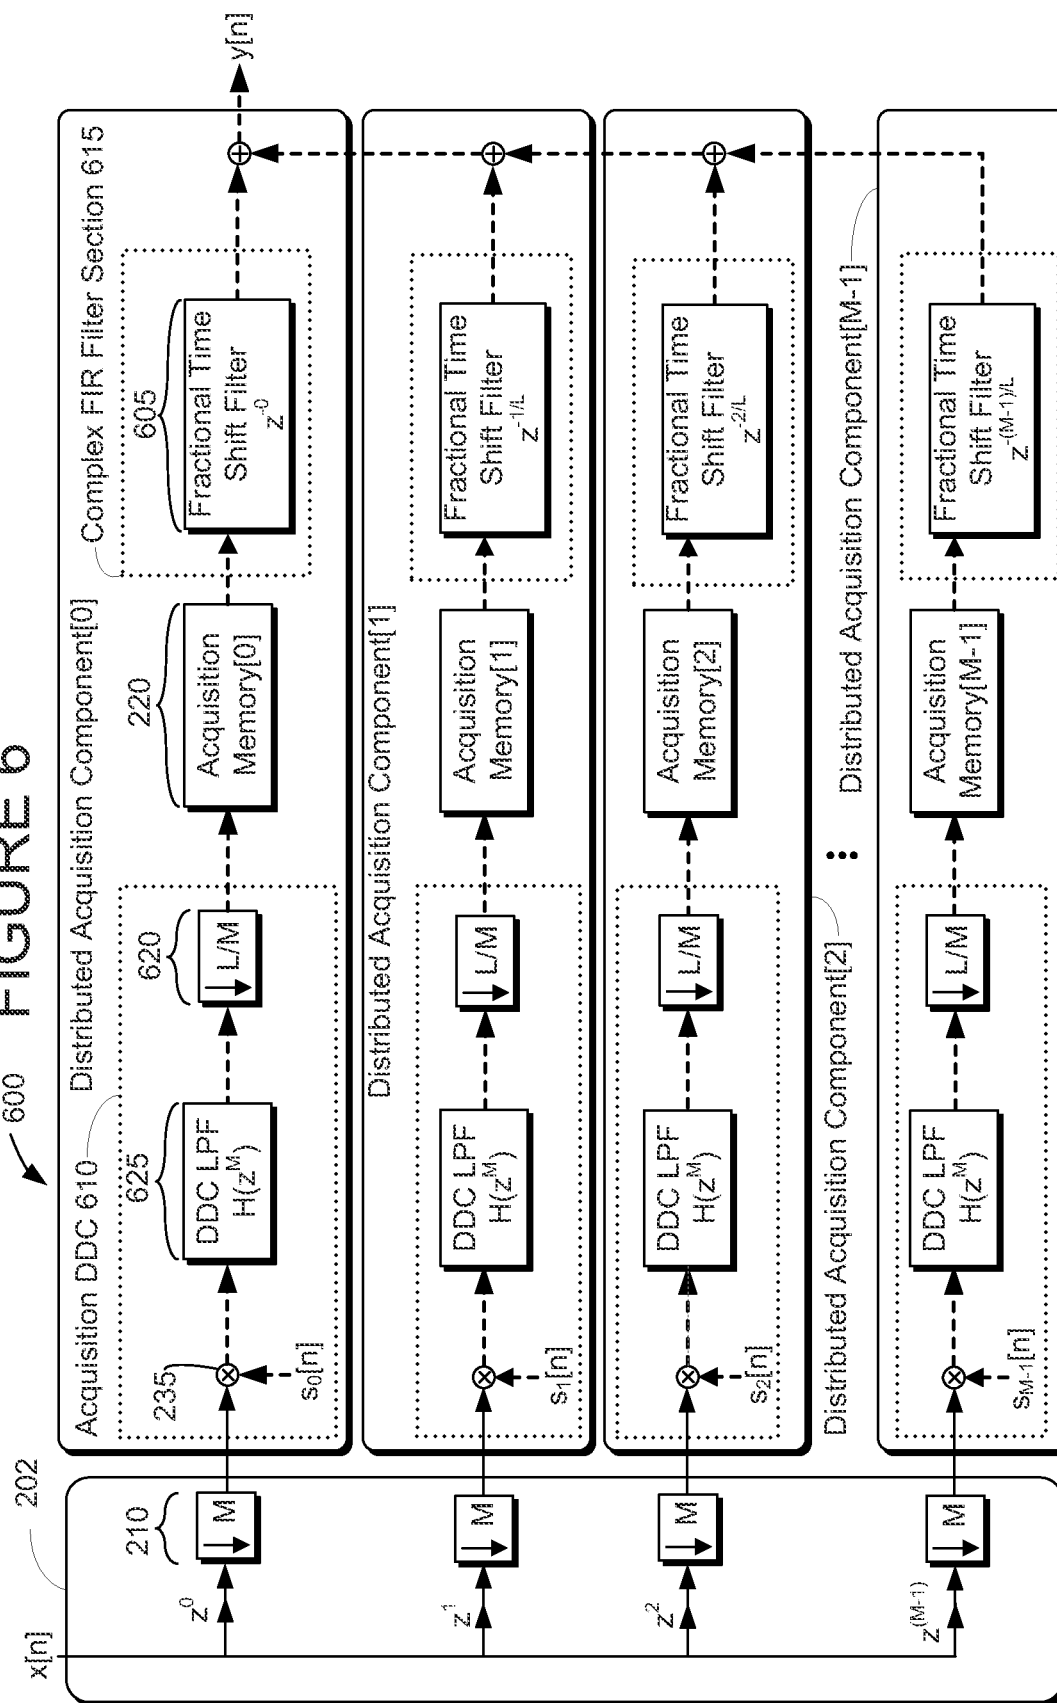 600
FIGURE 6
x[n]
202
210
z^0
↓ M
z^1
↓ M
z^2
↓ M
z^(M-1)
↓ M
Distributed Acquisition Component[0]
Acquisition DDC 610
235
s_0[n]
625
DDC LPF
H(z^M)
620
↓ L/M
220
Acquisition
Memory[0]
Complex FIR Filter Section 615
605
Fractional Time
Shift Filter
z^-0
y[n]
Distributed Acquisition Component[1]
s_1[n]
DDC LPF
H(z^M)
↓ L/M
Acquisition
Memory[1]
Fractional Time
Shift Filter
z^-1/L
s_2[n]
DDC LPF
H(z^M)
↓ L/M
Acquisition
Memory[2]
Fractional Time
Shift Filter
z^-2/L
Distributed Acquisition Component[2]
Distributed Acquisition Component[M-1]
s_M-1[n]
DDC LPF
H(z^M)
↓ L/M
Acquisition
Memory[M-1]
Fractional Time
Shift Filter
z^-(M-1)/L